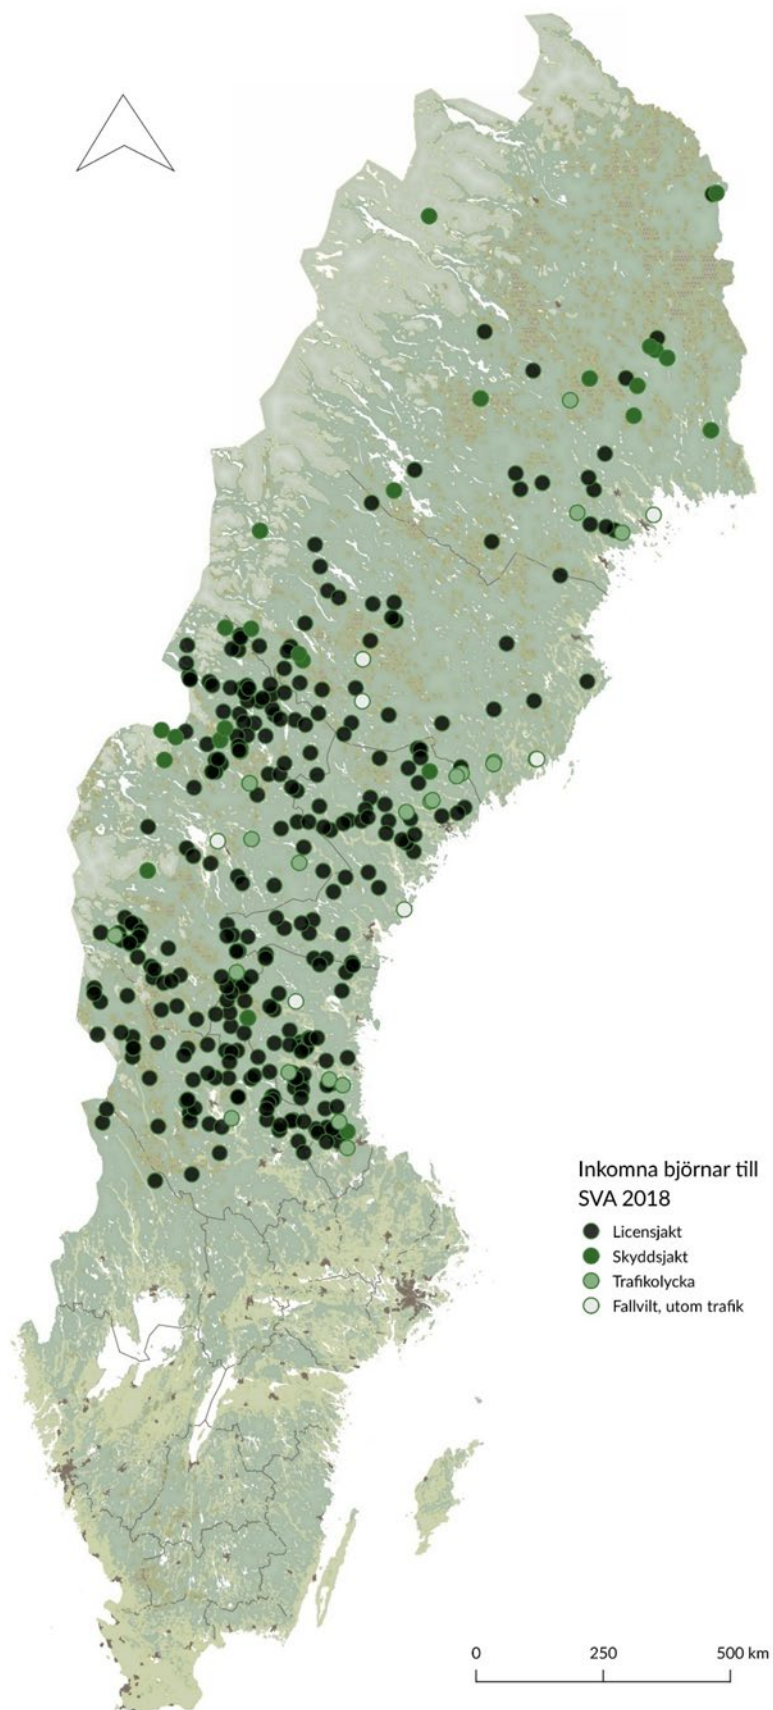 Inkomna björnar till
SVA 2018
Licensjakt
Skyddsjakt
Trafikolycka
Fallvilt, utom trafik
0 250 500 km